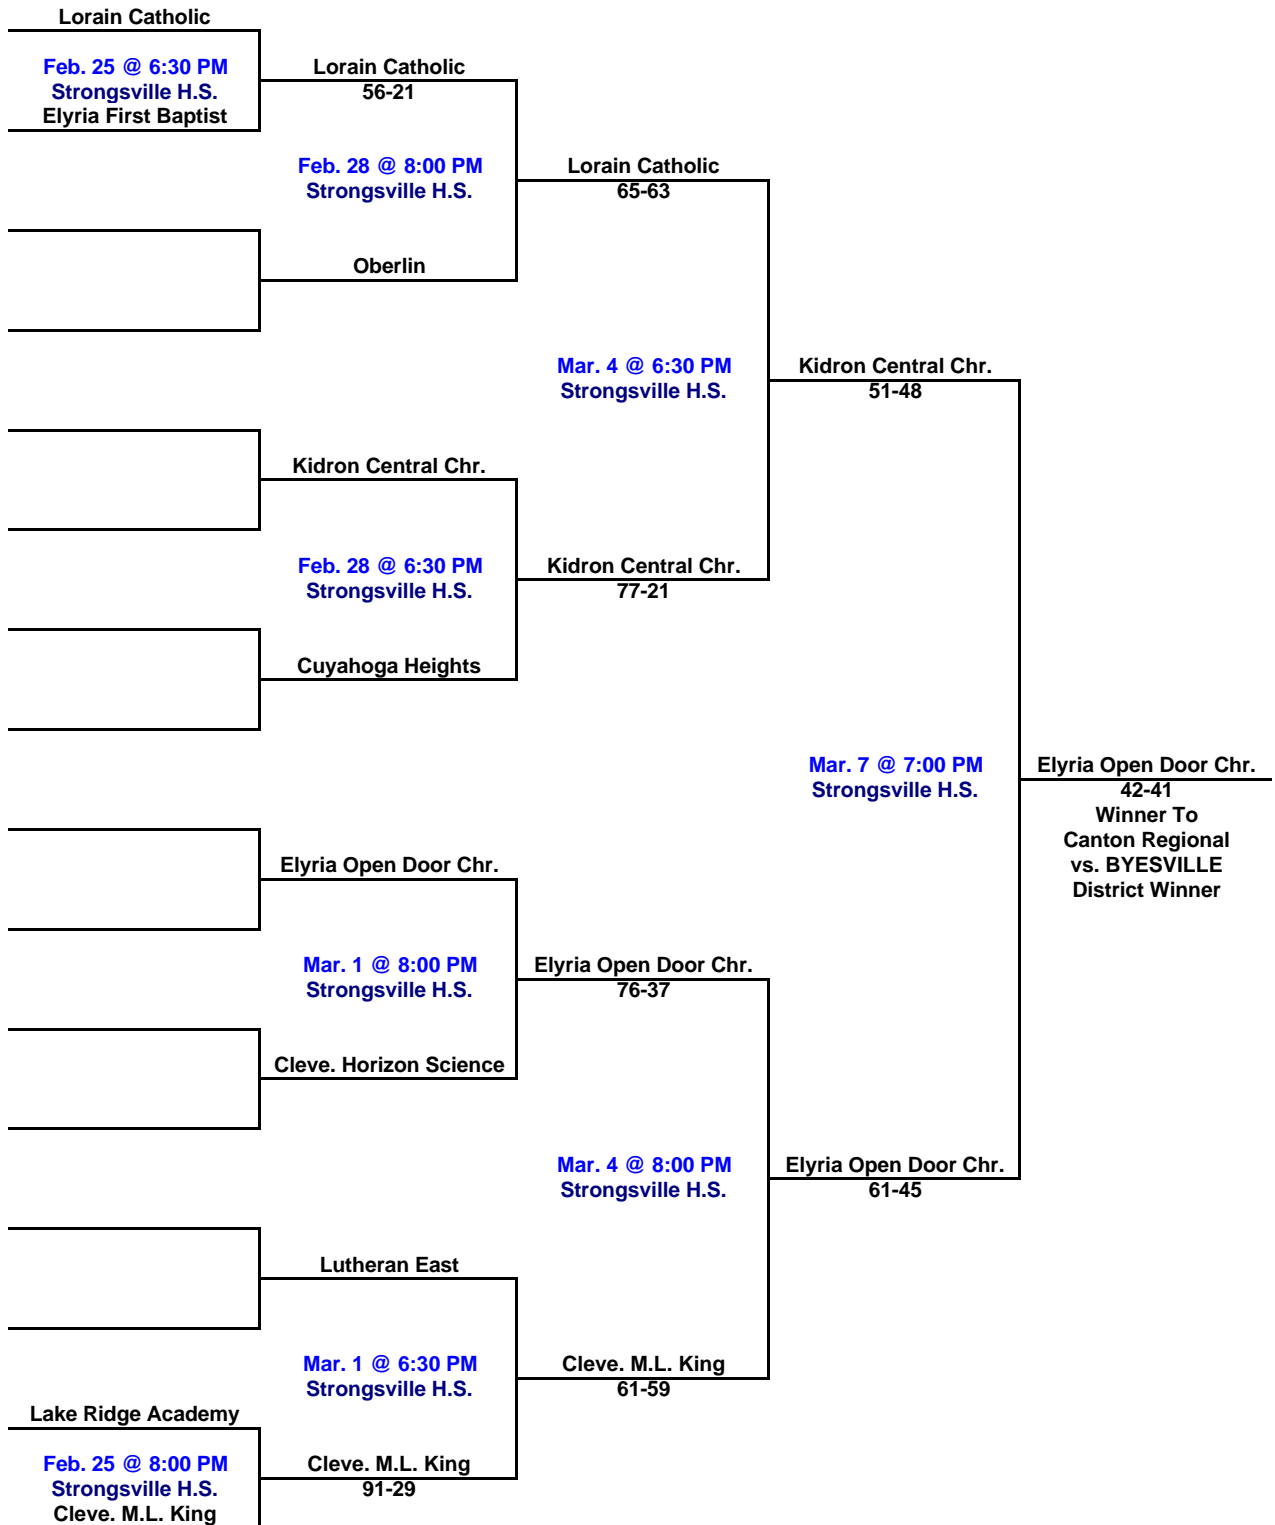 Lorain Catholic
Feb. 25 @ 6:30 PM
Strongsville H.S.
Elyria First Baptist
Lorain Catholic
56-21
Feb. 28 @ 8:00 PM
Strongsville H.S.
Lorain Catholic
65-63
Oberlin
Mar. 4 @ 6:30 PM
Strongsville H.S.
Kidron Central Chr.
51-48
Kidron Central Chr.
Feb. 28 @ 6:30 PM
Strongsville H.S.
Kidron Central Chr.
77-21
Cuyahoga Heights
Mar. 7 @ 7:00 PM
Strongsville H.S.
Elyria Open Door Chr.
42-41
Winner To
Canton Regional
vs. BYESVILLE
District Winner
Elyria Open Door Chr.
Mar. 1 @ 8:00 PM
Strongsville H.S.
Elyria Open Door Chr.
76-37
Cleve. Horizon Science
Mar. 4 @ 8:00 PM
Strongsville H.S.
Elyria Open Door Chr.
61-45
Lutheran East
Mar. 1 @ 6:30 PM
Strongsville H.S.
Cleve. M.L. King
61-59
Lake Ridge Academy
Feb. 25 @ 8:00 PM
Strongsville H.S.
Cleve. M.L. King
Cleve. M.L. King
91-29